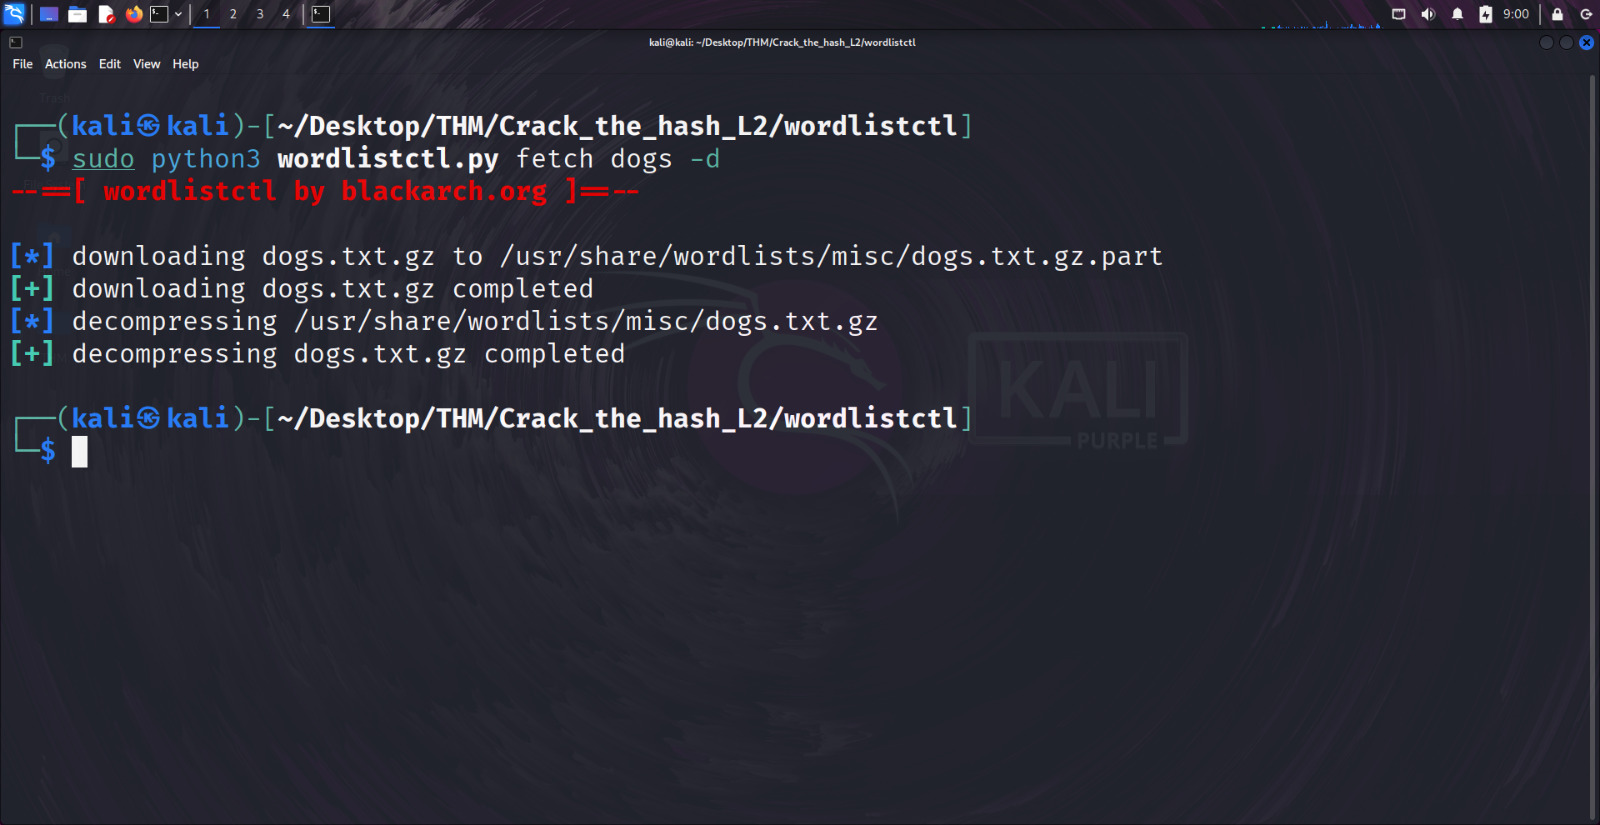 1 2 3 4 9:00
kali@kali: ~/Desktop/THM/Crack_the_hash_L2/wordlistctl
File Actions Edit View Help
Trash
┌──(kali㉿kali)-[~/Desktop/THM/Crack_the_hash_L2/wordlistctl]
└─$ sudo python3 wordlistctl.py fetch dogs -d
--==[ wordlistctl by blackarch.org ]==--
[*] downloading dogs.txt.gz to /usr/share/wordlists/misc/dogs.txt.gz.part
[+] downloading dogs.txt.gz completed
[*] decompressing /usr/share/wordlists/misc/dogs.txt.gz
[+] decompressing dogs.txt.gz completed
KALI
PURPLE
┌──(kali㉿kali)-[~/Desktop/THM/Crack_the_hash_L2/wordlistctl]
└─$